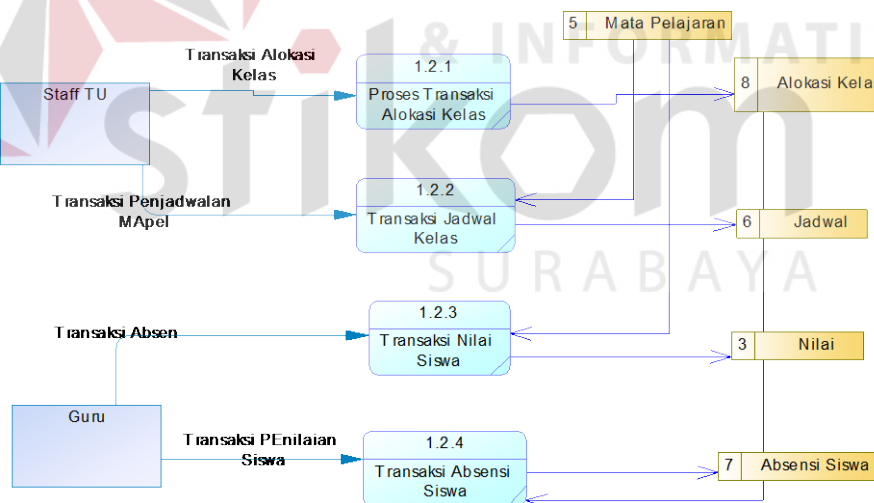 & INFORMATI
stikom
SURABAYA
5 Mata Pelajaran
Transaksi Alokasi
Kelas
1.2.1
Proses Transaksi
Alokasi Kelas
8 Alokasi Kela
Staff TU
Transaksi Penjadwalan
MApel
1.2.2
Transaksi Jadwal
Kelas
6 Jadwal
Transaksi Absen
1.2.3
Transaksi Nilai
Siswa
3 Nilai
Guru
Transaksi PEnilaian
Siswa
1.2.4
Transaksi Absensi
Siswa
7 Absensi Siswa